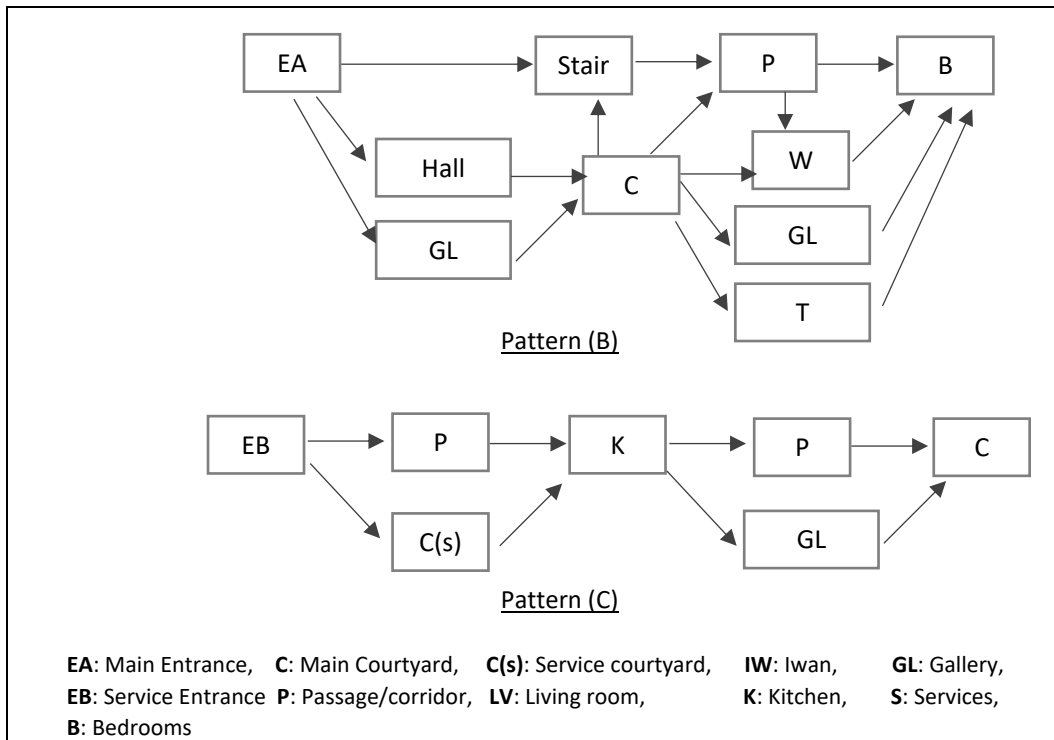 EA Stair P B
Hall C W
GL GL
T
Pattern (B)
EB P K P C
C(s) GL
Pattern (C)
EA: Main Entrance, C: Main Courtyard, C(s): Service courtyard, IW: Iwan, GL: Gallery,
EB: Service Entrance P: Passage/corridor, LV: Living room, K: Kitchen, S: Services,
B: Bedrooms